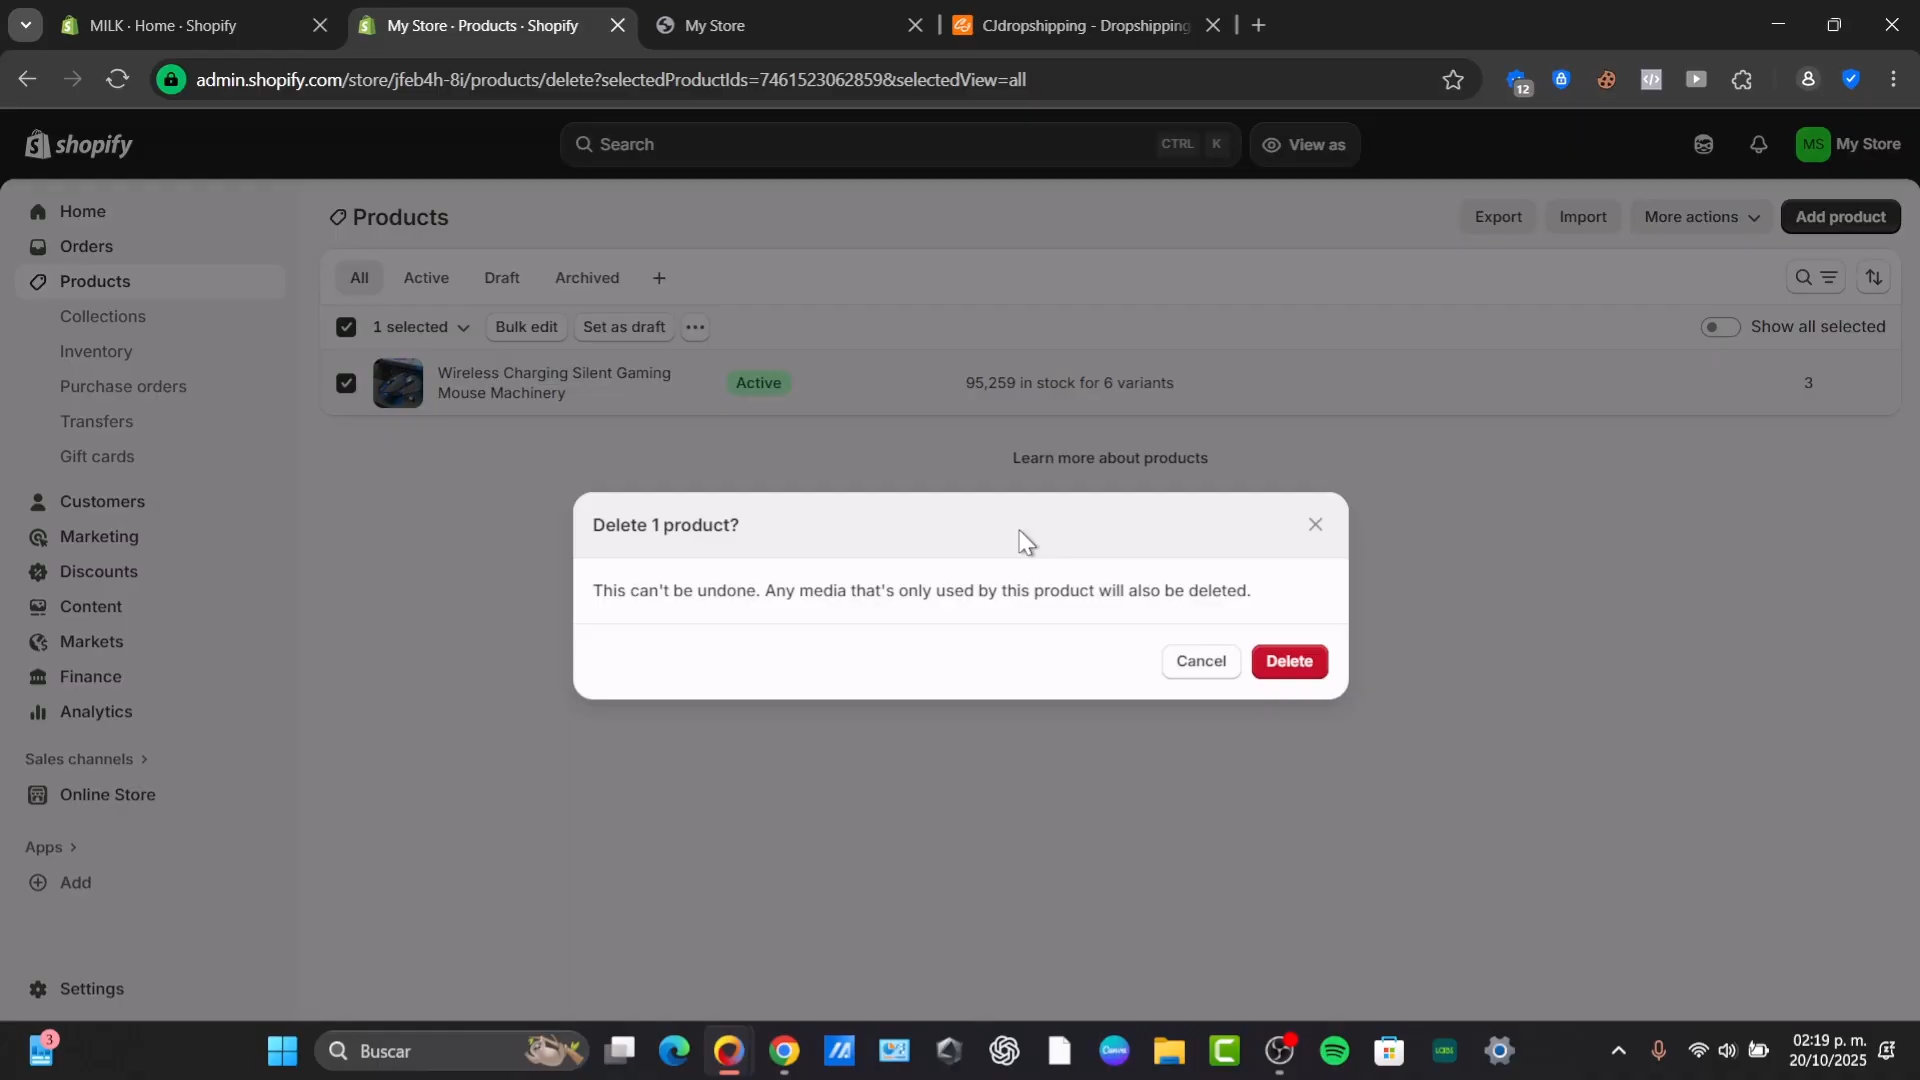 MILK · Home · Shopify
My Store · Products · Shopify
My Store
CJdropshipping - Dropshipping
admin.shopify.com/store/jfeb4h-8i/products/delete?selectedProductIds=7461523062859&selectedView=all
12
shopify
Search
CTRL K
View as
MS
My Store
Home
Orders
Products
Collections
Inventory
Purchase orders
Transfers
Gift cards
Customers
Marketing
Discounts
Content
Markets
Finance
Analytics
Sales channels
Online Store
Apps
Add
Settings
Products
Export
Import
More actions
Add product
All
Active
Draft
Archived
1 selected
Bulk edit
Set as draft
Show all selected
Wireless Charging Silent Gaming
Mouse Machinery
Active
95,259 in stock for 6 variants
3
Learn more about products
Delete 1 product?
This can't be undone. Any media that's only used by this product will also be deleted.
Cancel
Delete
3
Buscar
Canva
LABS
02:19 p. m.
20/10/2025